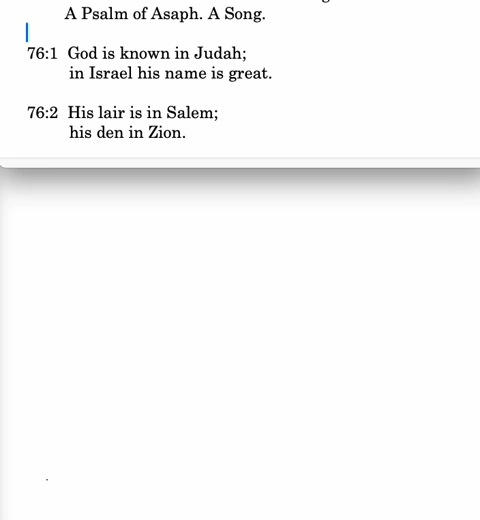 A Psalm of Asaph. A Song.
76:1 God is known in Judah;
in Israel his name is great.
76:2 His lair is in Salem;
his den in Zion.